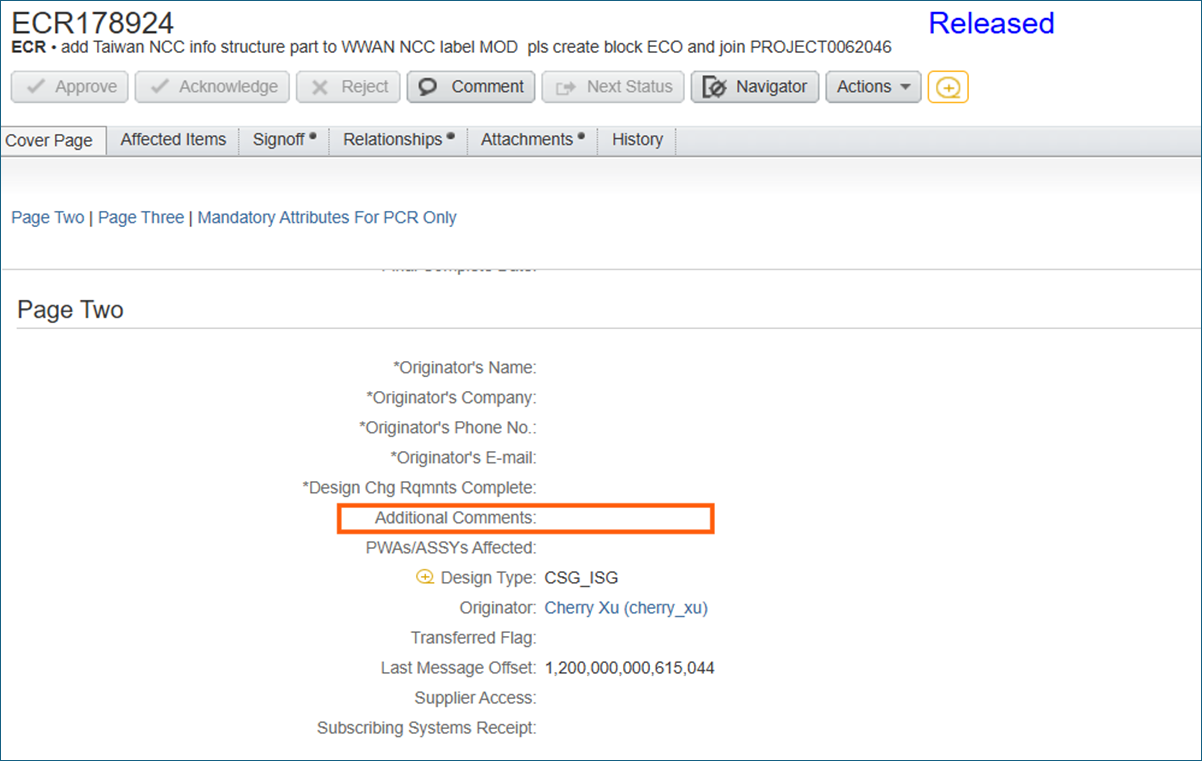 ECR178924
Released
ECR • add Taiwan NCC info structure part to WWAN NCC label MOD  pls create block ECO and join PROJECT0062046
Approve Acknowledge Reject Comment Next Status Navigator Actions
Cover Page Affected Items Signoff • Relationships • Attachments • History
Page Two | Page Three | Mandatory Attributes For PCR Only
Final Complete Date:
Page Two
*Originator's Name:
*Originator's Company:
*Originator's Phone No.:
*Originator's E-mail:
*Design Chg Rqmnts Complete:
Additional Comments:
PWAs/ASSYs Affected:
Design Type: CSG_ISG
Originator: Cherry Xu (cherry_xu)
Transferred Flag:
Last Message Offset: 1,200,000,000,615,044
Supplier Access:
Subscribing Systems Receipt: